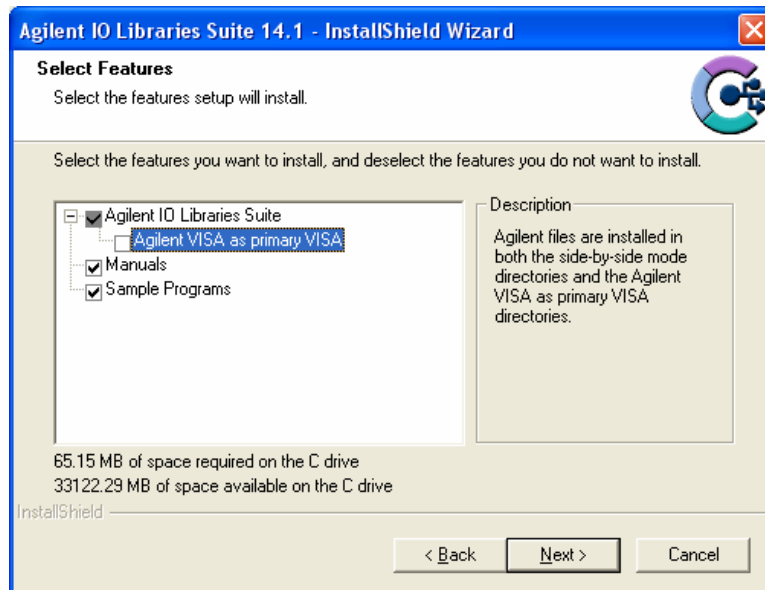 Agilent IO Libraries Suite 14.1 - InstallShield Wizard
Select Features
Select the features setup will install.
Select the features you want to install, and deselect the features you do not want to install.
Agilent IO Libraries Suite
Agilent VISA as primary VISA
Manuals
Sample Programs
Description
Agilent files are installed in
both the side-by-side mode
directories and the Agilent
VISA as primary VISA
directories.
65.15 MB of space required on the C drive
33122.29 MB of space available on the C drive
InstallShield
< Back
Next >
Cancel